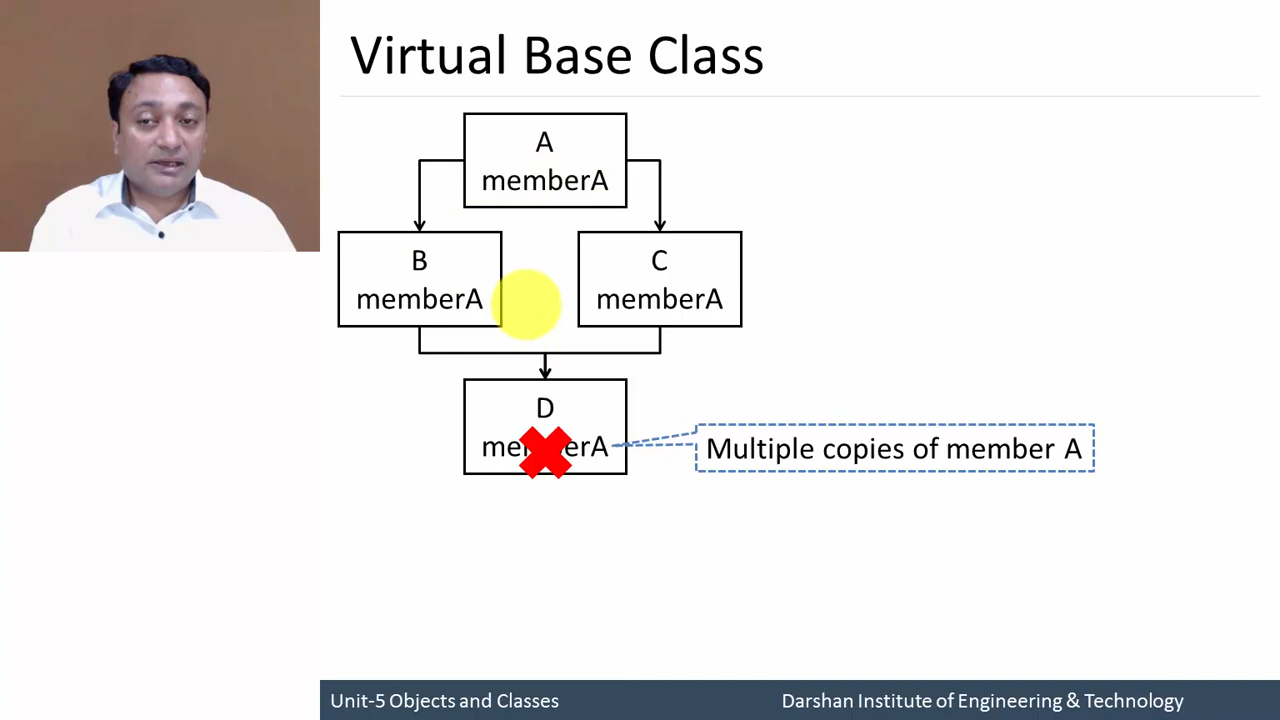 Virtual Base Class
A
memberA
B
memberA
C
memberA
D
memberA
Multiple copies of member A
Unit-5 Objects and Classes
Darshan Institute of Engineering & Technology